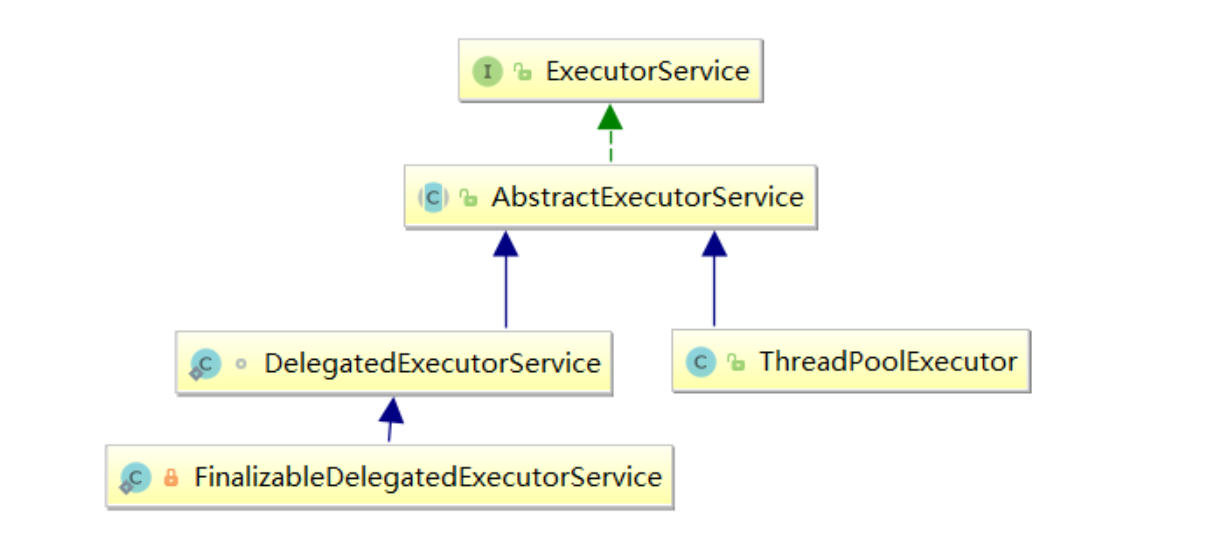 I ExecutorService
C AbstractExecutorService
C DelegatedExecutorService
C ThreadPoolExecutor
C FinalizableDelegatedExecutorService